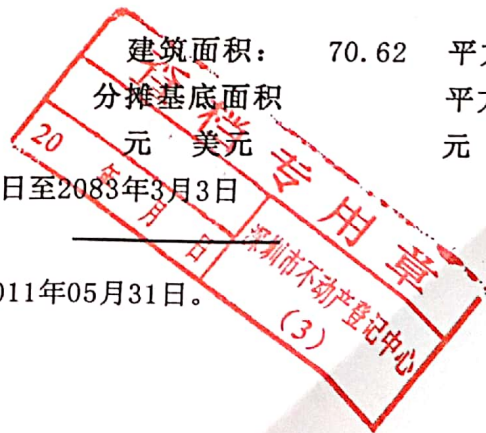 建筑面积： 70.62 平
分摊基底面积 平
元 美元 元
日至2083年3月3日
011年05月31日。
查档专用章
20 年 月 日
深圳市不动产登记中心
(3)